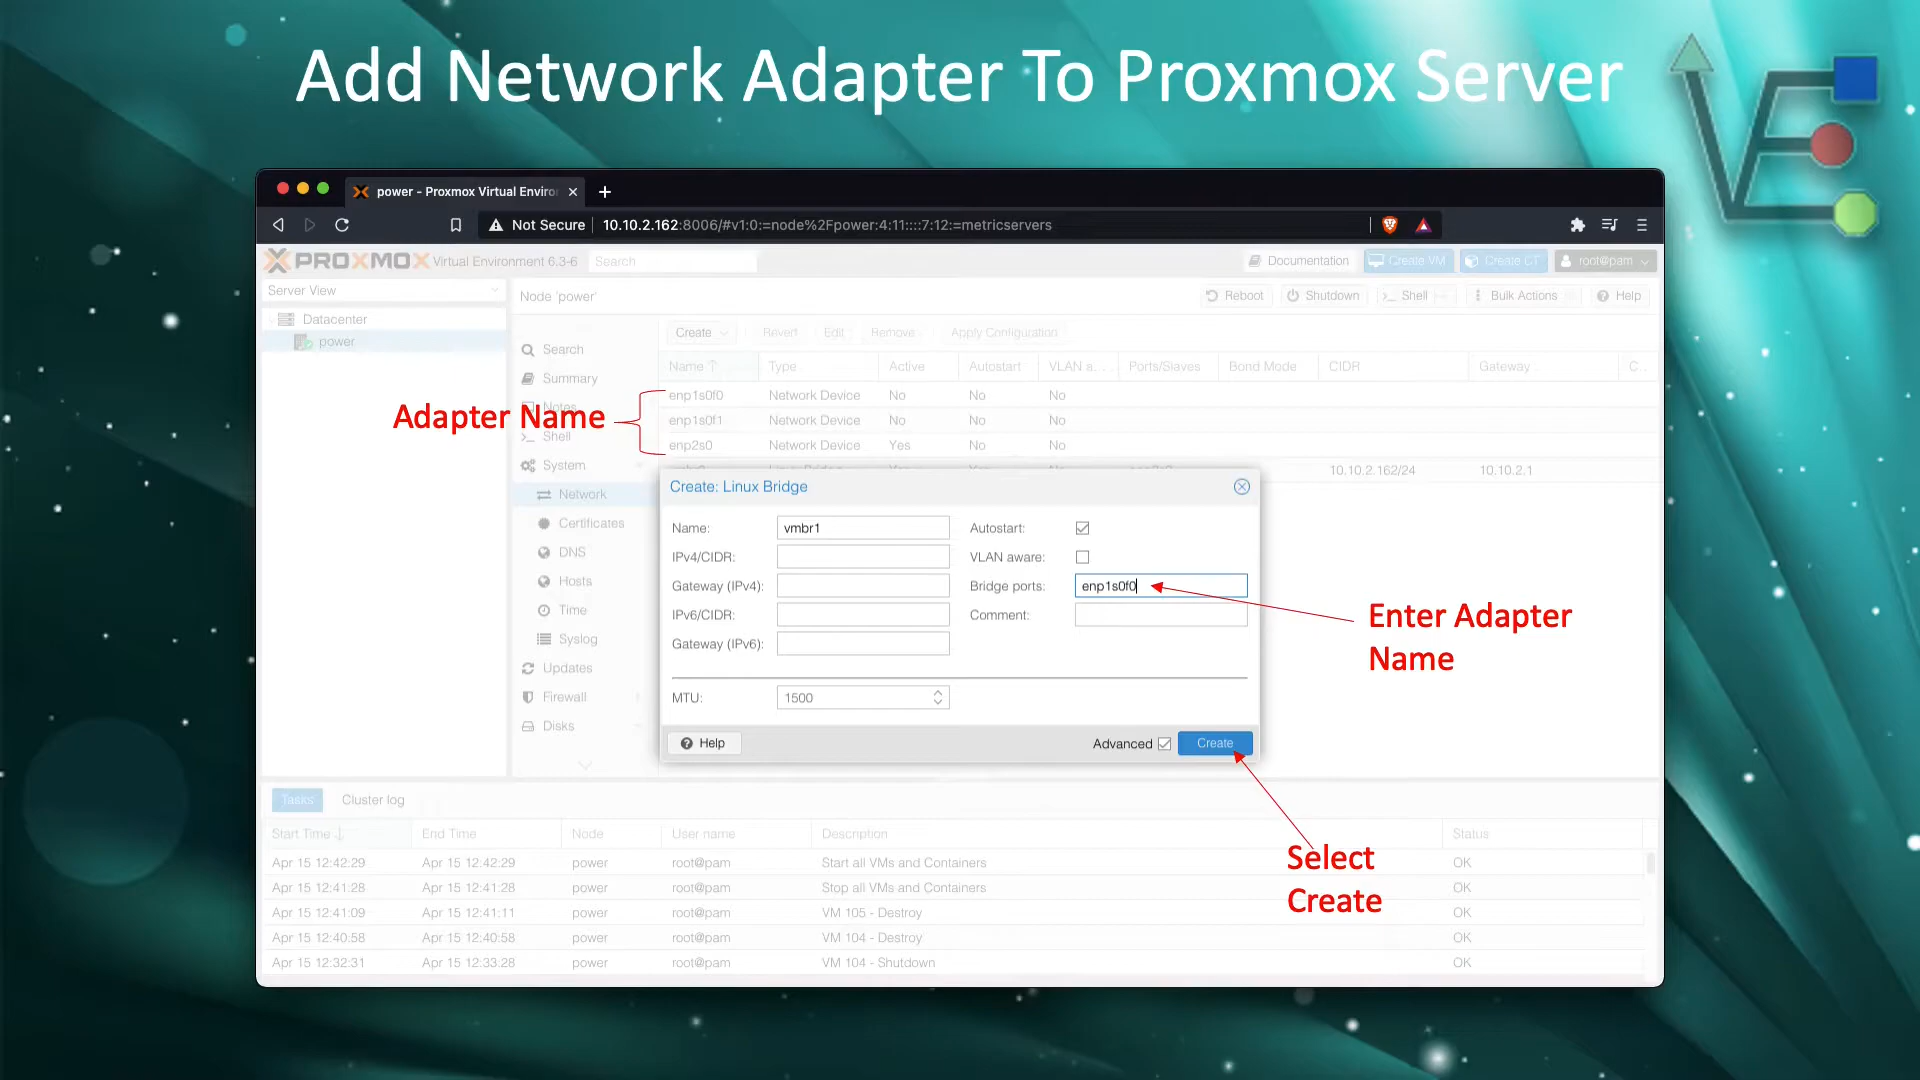 Add Network Adapter To Proxmox Server
power - Proxmox Virtual Enviro
Not Secure
10.10.2.162:8006/#v1:0:=node%2Fpower:4:11::::7:12:=metricservers
PROXMOX Virtual Environment 6.3-6 Search Documentation Create VM Create CT root@pam
Server View
Datacenter
power
Node 'power' Reboot Shutdown >_ Shell Bulk Actions Help
Search
Summary
Notes
>_ Shell
System
Network
Certificates
DNS
Hosts
Time
Syslog
Updates
Firewall
Disks
Create Revert Edit Remove Apply Configuration
Name Type Active Autostart VLAN a... Ports/Slaves Bond Mode CIDR Gateway C...
enp1s0f0 Network Device No No No
enp1s0f1 Network Device No No No
enp2s0 Network Device Yes No No
10.10.2.162/24 10.10.2.1
Adapter Name
Create: Linux Bridge
Name: vmbr1 Autostart:
IPv4/CIDR: VLAN aware:
Gateway (IPv4): Bridge ports: enp1s0f0
IPv6/CIDR: Comment:
Gateway (IPv6):
MTU: 1500
Help Advanced Create
Enter Adapter
Name
Select
Create
Tasks Cluster log
Start Time End Time Node User name Description Status
Apr 15 12:42:29 Apr 15 12:42:29 power root@pam Start all VMs and Containers OK
Apr 15 12:41:28 Apr 15 12:41:28 power root@pam Stop all VMs and Containers OK
Apr 15 12:41:09 Apr 15 12:41:11 power root@pam VM 105 - Destroy OK
Apr 15 12:40:58 Apr 15 12:40:58 power root@pam VM 104 - Destroy OK
Apr 15 12:32:31 Apr 15 12:33:28 power root@pam VM 104 - Shutdown OK
VE